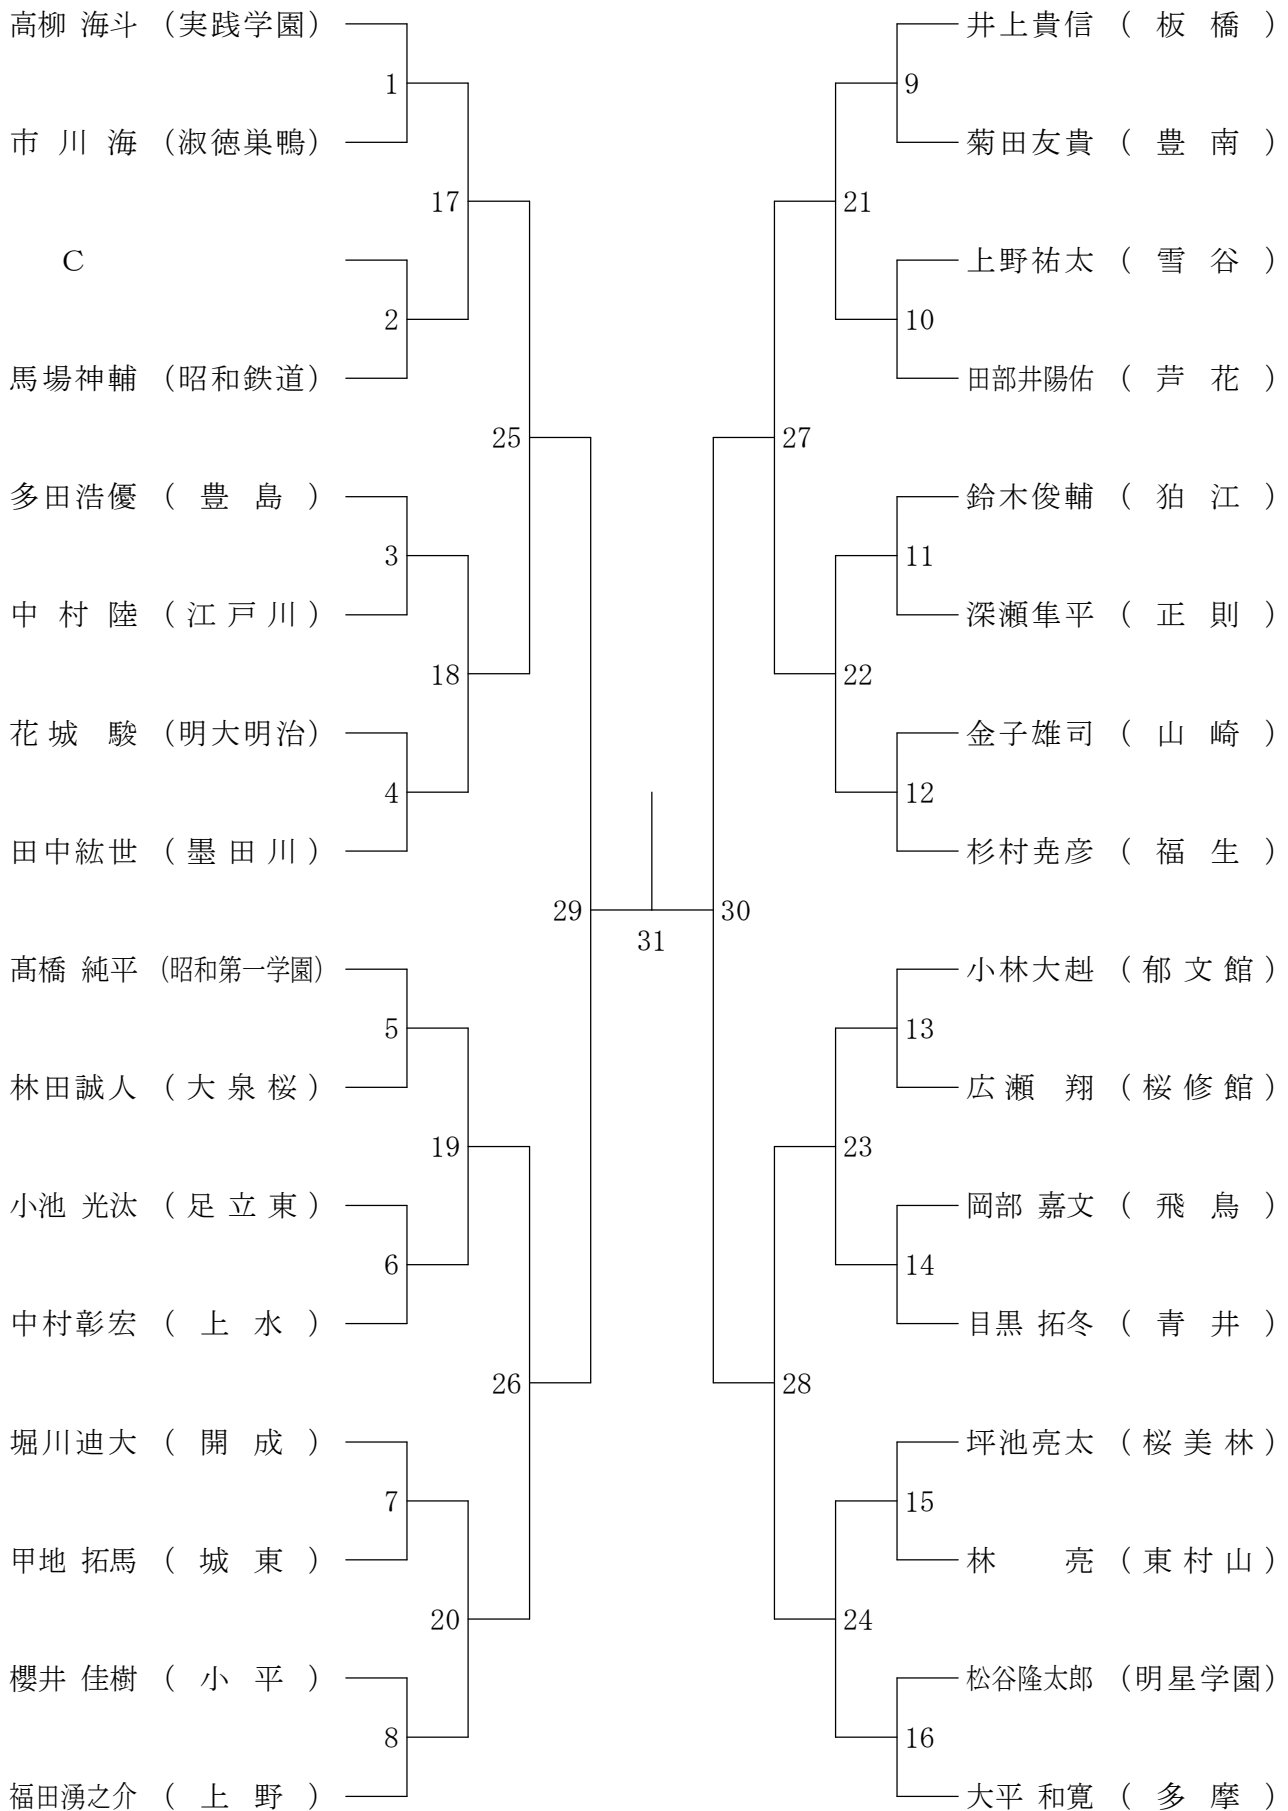 高柳 海斗 (実践学園)
1
市川海 (淑徳巣鴨)
17
C
2
馬場神輔 (昭和鉄道)
25
多田浩優 (豊島)
3
中村陸 (江戸川)
18
花城駿 (明大明治)
4
田中紘世 (墨田川)
29
髙橋 純平 (昭和第一学園)
5
林田誠人 (大泉桜)
19
小池 光汰 (足立東)
6
中村彰宏 (上水)
26
堀川迪大 (開成)
7
甲地 拓馬 (城東)
20
櫻井 佳樹 (小平)
8
福田湧之介 (上野)
31
井上貴信 (板橋)
9
菊田友貴 (豊南)
21
上野祐太 (雪谷)
10
田部井陽佑 (芦花)
27
鈴木俊輔 (狛江)
11
深瀬隼平 (正則)
22
金子雄司 (山崎)
12
杉村尭彦 (福生)
30
小林大赳 (郁文館)
13
広瀬翔 (桜修館)
23
岡部 嘉文 (飛鳥)
14
目黒 拓冬 (青井)
28
坪池亮太 (桜美林)
15
林亮 (東村山)
24
松谷隆太郎 (明星学園)
16
大平 和寛 (多摩)